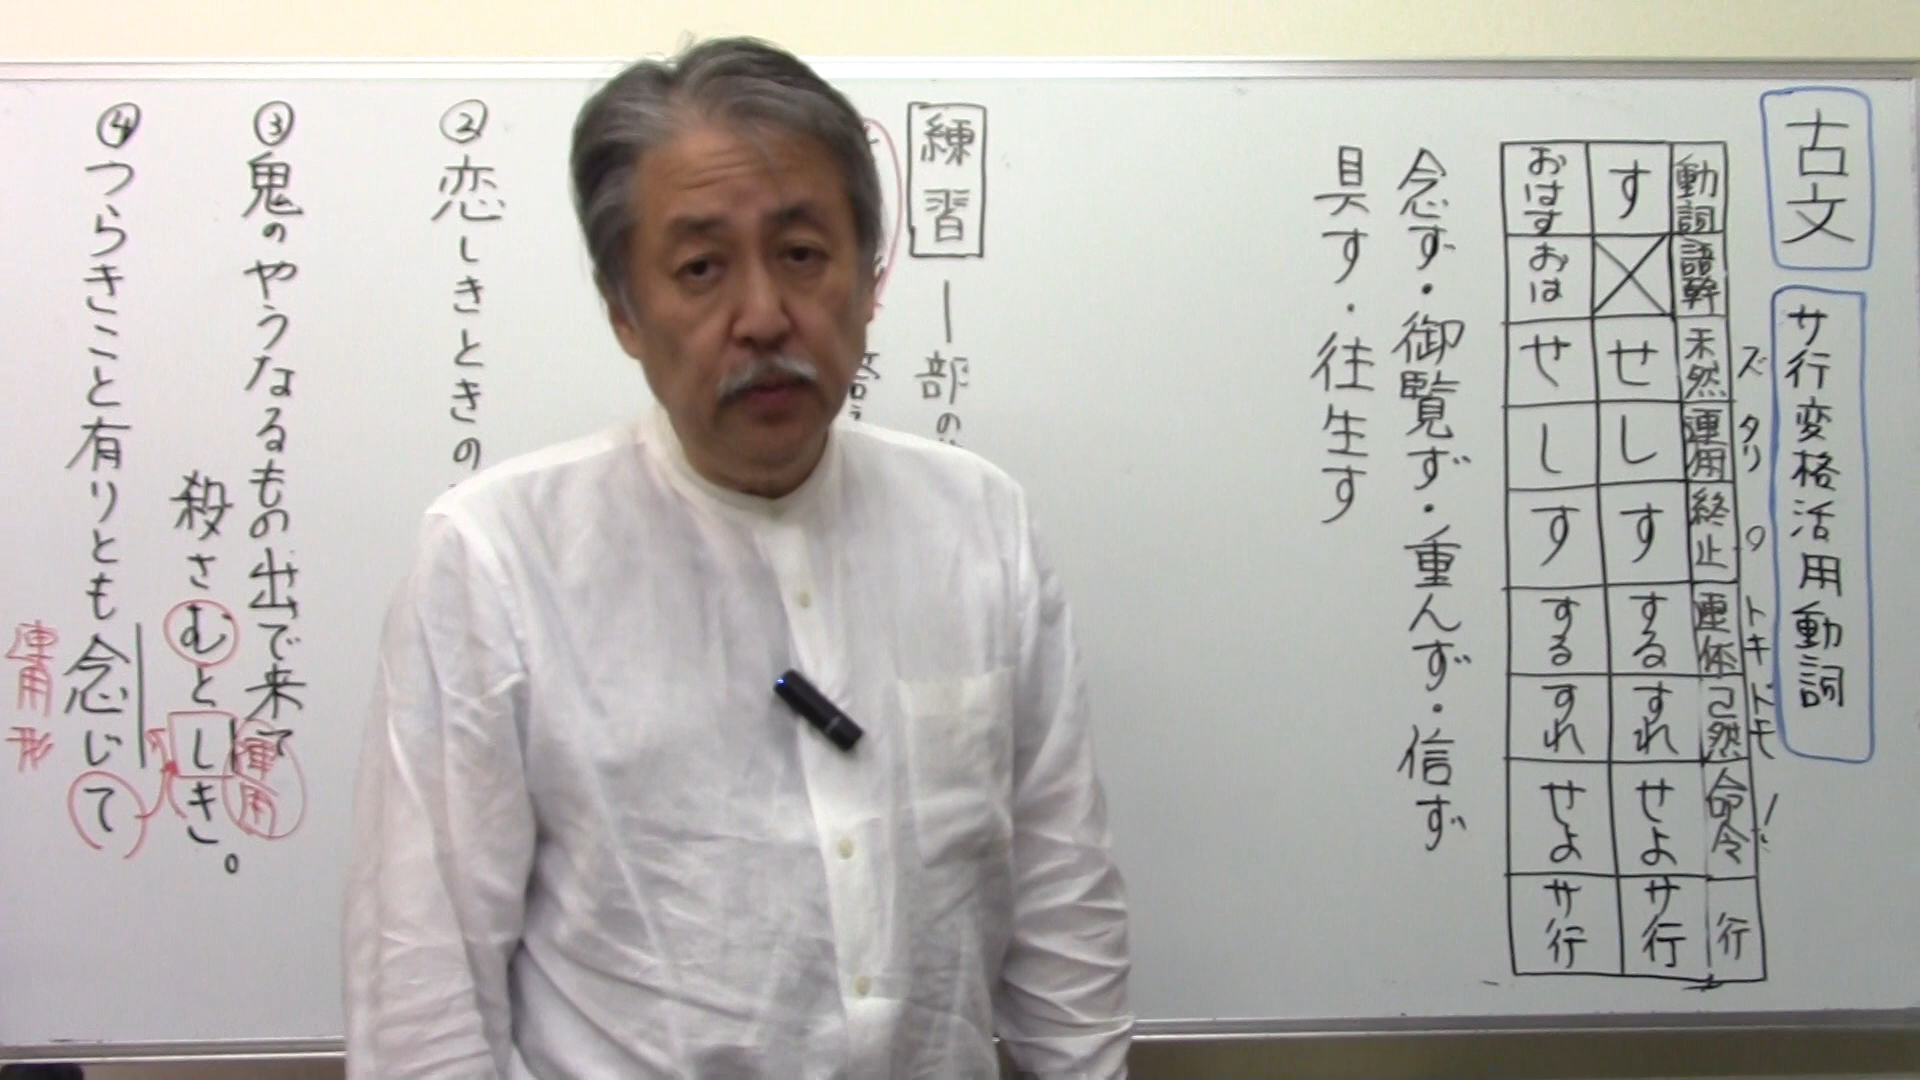 古文
サ行変格活用動詞
ズ タリ 。 トキ ドモ !
動詞 語幹 未然 連用 終止 連体 已然 命令 行
す せ し す する すれ せよ サ行
おはす おは せ し す する すれ せよ サ行
念ず・御覧ず・重んず・信ず
具す・往生す
練習 一部の
②恋しきときの
③鬼のやうなるもの出で来て
殺さむとしき。
連用
④つらきこと有りとも念じて
連用形